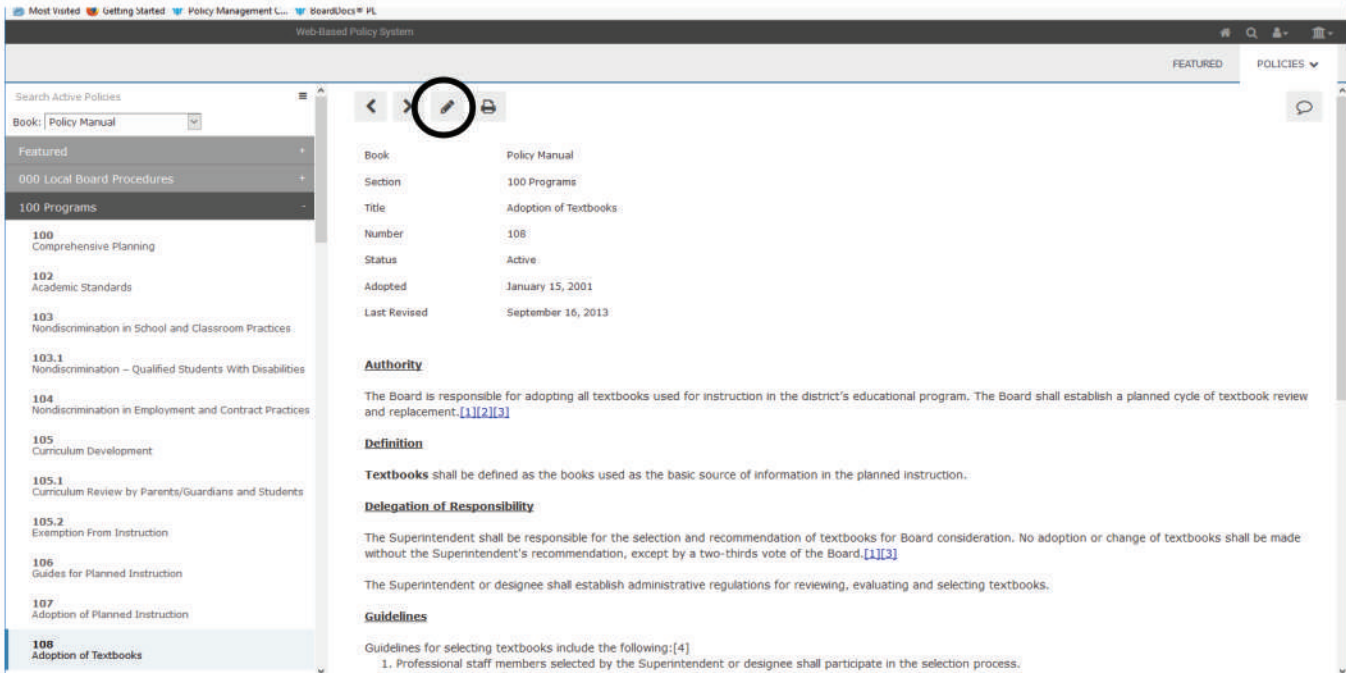 Most Visited Getting Started Policy Management C... BoardDocs® PL
Web-Based Policy System
FEATURED POLICIES
Search Active Policies
Book: Policy Manual
Featured +
000 Local Board Procedures +
100 Programs -
100
Comprehensive Planning
102
Academic Standards
103
Nondiscrimination in School and Classroom Practices
103.1
Nondiscrimination – Qualified Students With Disabilities
104
Nondiscrimination in Employment and Contract Practices
105
Curriculum Development
105.1
Curriculum Review by Parents/Guardians and Students
105.2
Exemption From Instruction
106
Guides for Planned Instruction
107
Adoption of Planned Instruction
108
Adoption of Textbooks
Book Policy Manual
Section 100 Programs
Title Adoption of Textbooks
Number 108
Status Active
Adopted January 15, 2001
Last Revised September 16, 2013
Authority
The Board is responsible for adopting all textbooks used for instruction in the district's educational program. The Board shall establish a planned cycle of textbook review
and replacement.[1][2][3]
Definition
Textbooks shall be defined as the books used as the basic source of information in the planned instruction.
Delegation of Responsibility
The Superintendent shall be responsible for the selection and recommendation of textbooks for Board consideration. No adoption or change of textbooks shall be made
without the Superintendent's recommendation, except by a two-thirds vote of the Board.[1][3]
The Superintendent or designee shall establish administrative regulations for reviewing, evaluating and selecting textbooks.
Guidelines
Guidelines for selecting textbooks include the following:[4]
1. Professional staff members selected by the Superintendent or designee shall participate in the selection process.